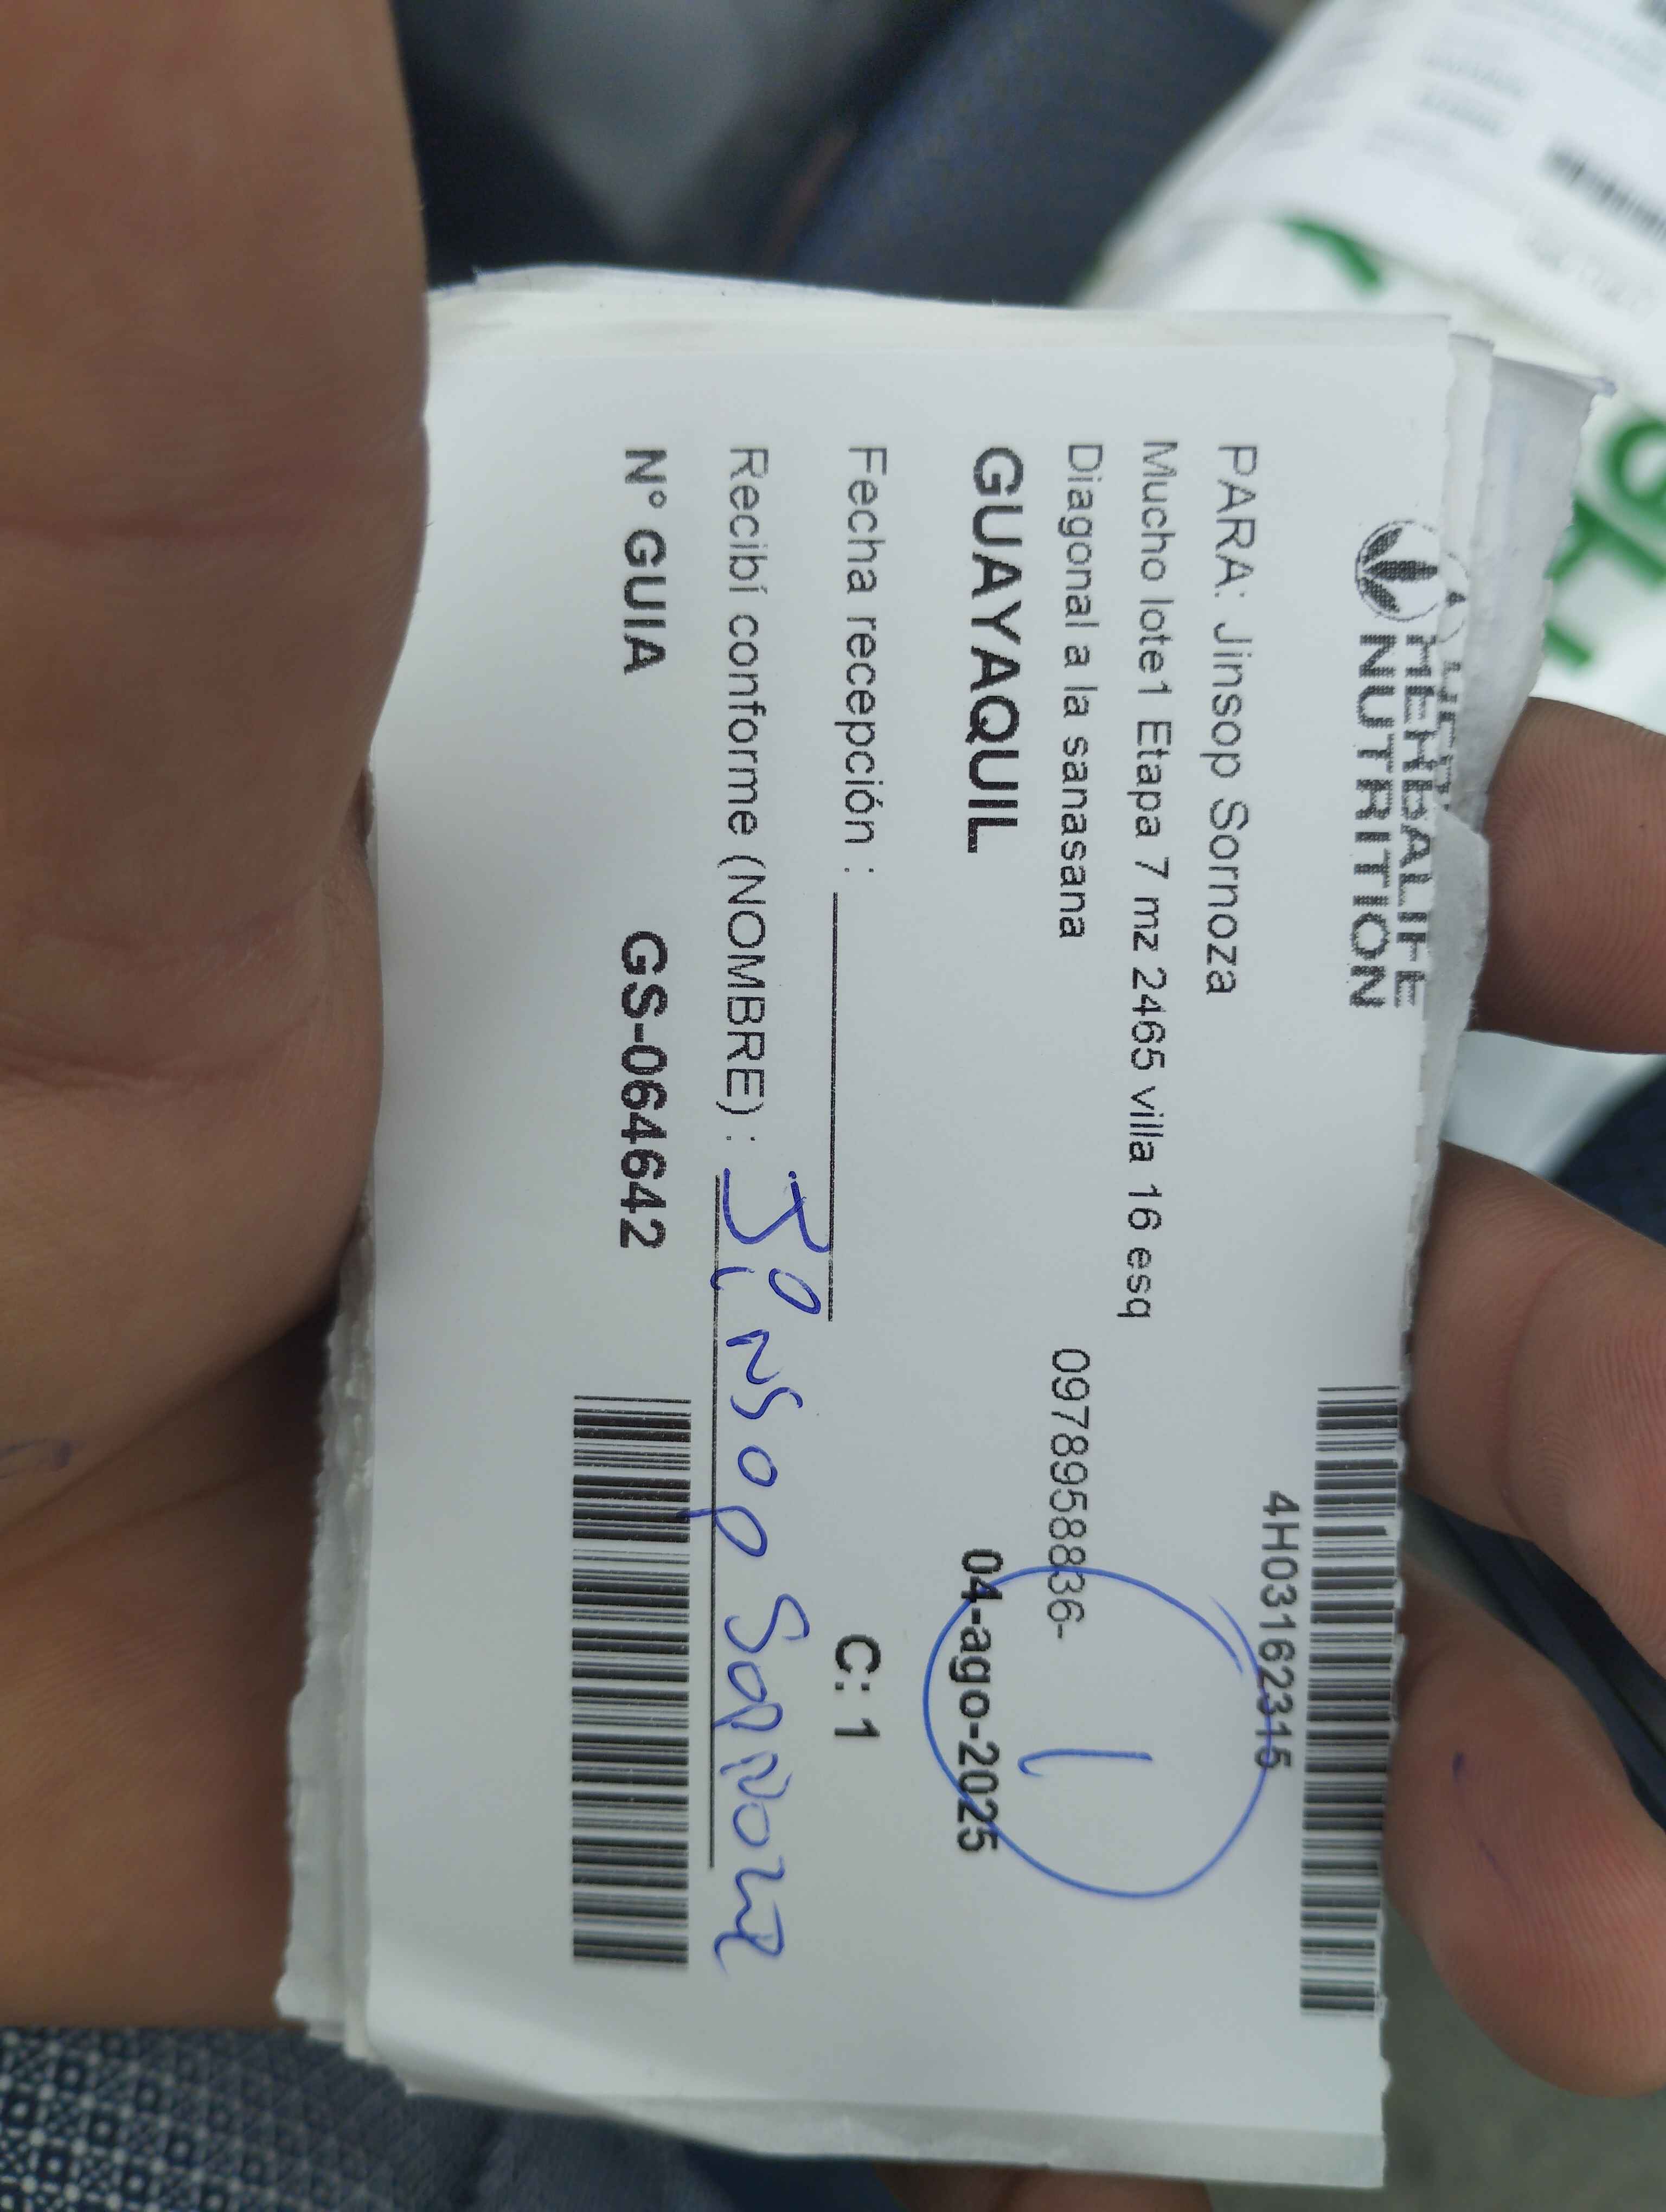 HERBALIFE
NUTRITION
4H03162315
PARA: Jinsop Sornoza
Mucho lote1 Etapa 7 mz 2465 villa 16 esq
Diagonal a la sanasana
0978958836-
GUAYAQUIL
04-ago-2025
1
Fecha recepción :
C: 1
Recibí conforme (NOMBRE) : Jinsop Sornoza
N° GUIA
GS-064642